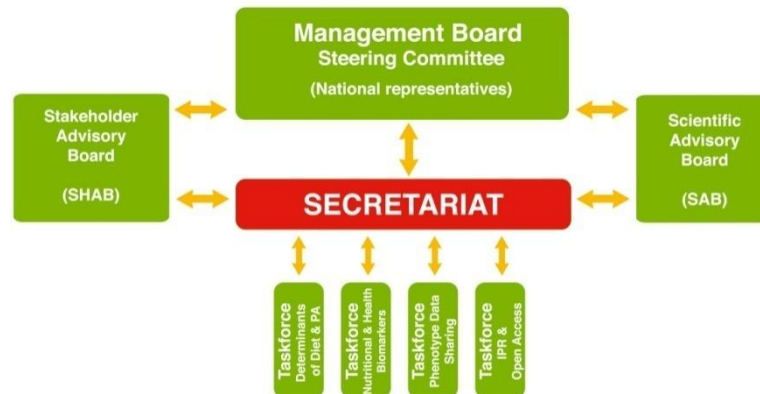 Management Board
Steering Committee
(National representatives)
Stakeholder
Advisory
Board
(SHAB)
Scientific
Advisory
Board
(SAB)
SECRETARIAT
Taskforce
Determinants
of Diet & PA
Taskforce
Nutritional & Health
Biomarkers
Taskforce
Phenotype Data
Sharing
Taskforce
IPR &
Open Access